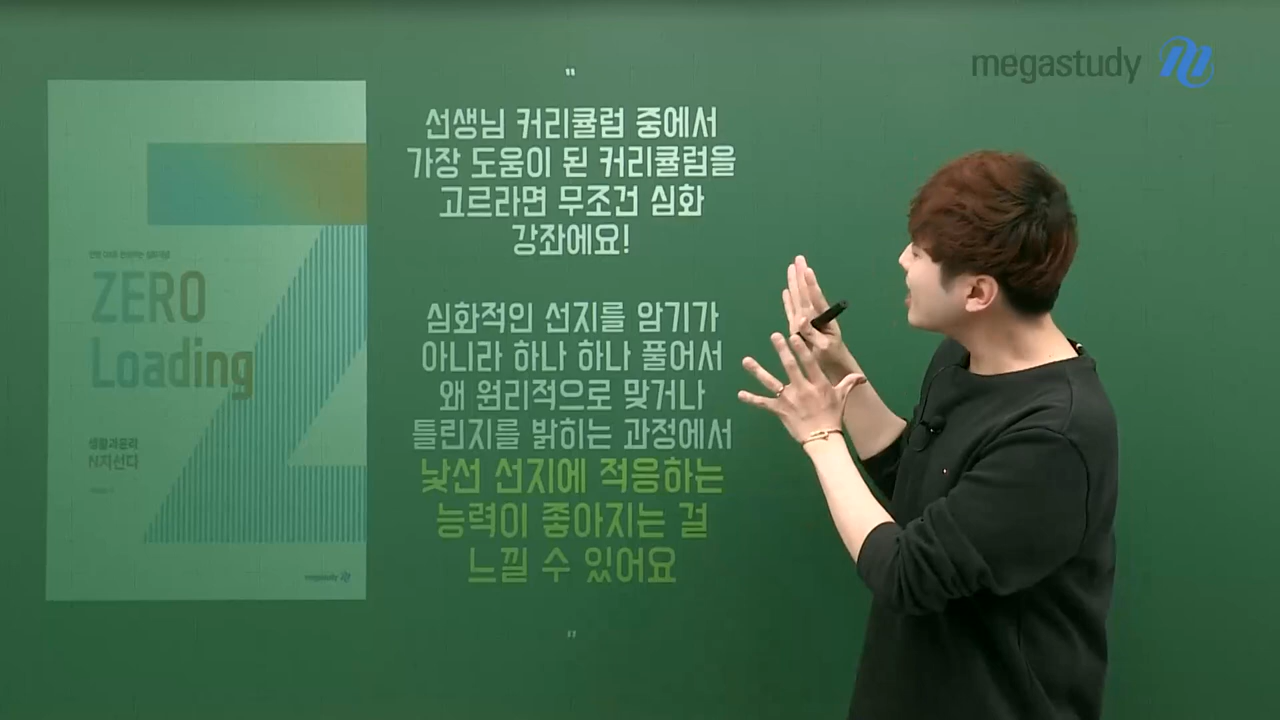 megastudy
"
선생님 커리큘럼 중에서
가장 도움이 된 커리큘럼을
고르라면 무조건 심화
강좌에요!
심화적인 선지를 암기가
아니라 하나 하나 풀어서
왜 원리적으로 맞거나
틀린지를 밝히는 과정에서
낯선 선지에 적응하는
능력이 좋아지는 걸
느낄 수 있어요
"
ZERO
Loading
생활과윤리
N지선다
megastudy